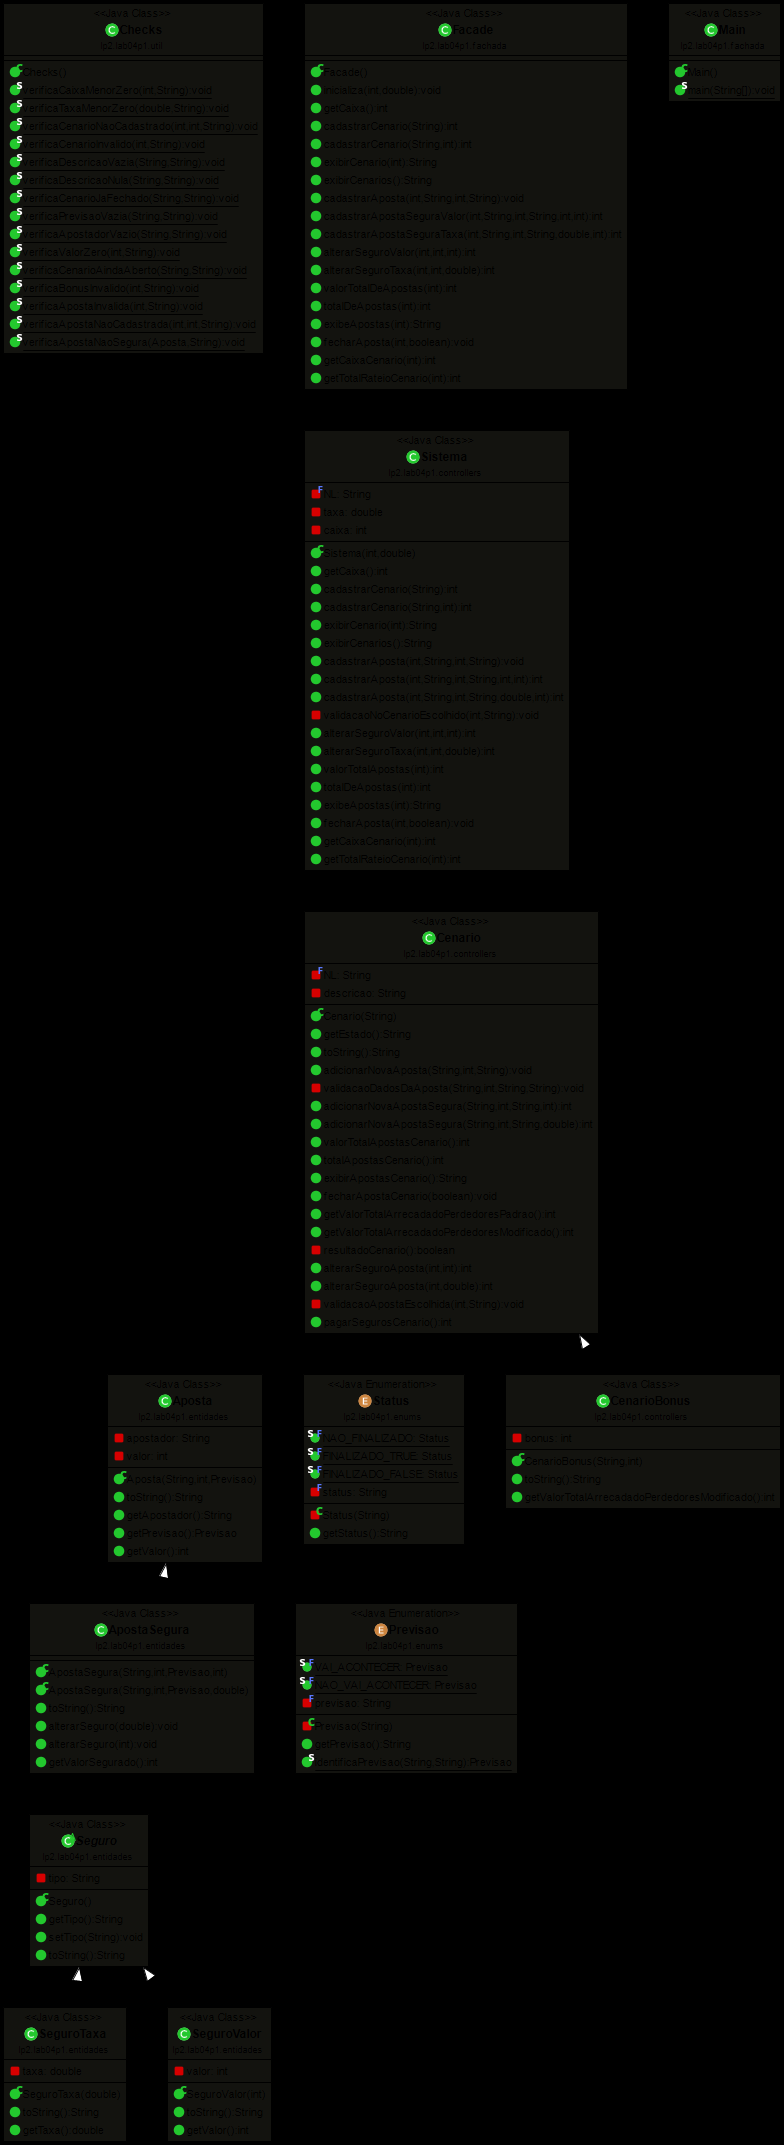 <<Java Class>>
Checks
lp2.lab04p1.util
Checks()
verificaCaixaMenorZero(int,String):void
verificaTaxaMenorZero(double,String):void
verificaCenarioNaoCadastrado(int,int,String):void
verificaCenarioInvalido(int,String):void
verificaDescricaoVazia(String,String):void
verificaDescricaoNula(String,String):void
verificaCenarioJaFechado(String,String):void
verificaPrevisaoVazia(String,String):void
verificaApostadorVazio(String,String):void
verificaValorZero(int,String):void
verificaCenarioAindaAberto(String,String):void
verificaBonusInvalido(int,String):void
verificaApostaInvalida(int,String):void
verificaApostaNaoCadastrada(int,int,String):void
verificaApostaNaoSegura(Aposta,String):void
<<Java Class>>
Facade
lp2.lab04p1.fachada
Facade()
inicializa(int,double):void
getCaixa():int
cadastrarCenario(String):int
cadastrarCenario(String,int):int
exibirCenario(int):String
exibirCenarios():String
cadastrarAposta(int,String,int,String):void
cadastrarApostaSeguraValor(int,String,int,String,int,int):int
cadastrarApostaSeguraTaxa(int,String,int,String,double,int):int
alterarSeguroValor(int,int,int):int
alterarSeguroTaxa(int,int,double):int
valorTotalDeApostas(int):int
totalDeApostas(int):int
exibeApostas(int):String
fecharAposta(int,boolean):void
getCaixaCenario(int):int
getTotalRateioCenario(int):int
<<Java Class>>
Main
lp2.lab04p1.fachada
Main()
main(String[]):void
<<Java Class>>
Sistema
lp2.lab04p1.controllers
NL: String
taxa: double
caixa: int
Sistema(int,double)
getCaixa():int
cadastrarCenario(String):int
cadastrarCenario(String,int):int
exibirCenario(int):String
exibirCenarios():String
cadastrarAposta(int,String,int,String):void
cadastrarAposta(int,String,int,String,int,int):int
cadastrarAposta(int,String,int,String,double,int):int
validacaoNoCenarioEscolhido(int,String):void
alterarSeguroValor(int,int,int):int
alterarSeguroTaxa(int,int,double):int
valorTotalApostas(int):int
totalDeApostas(int):int
exibeApostas(int):String
fecharAposta(int,boolean):void
getCaixaCenario(int):int
getTotalRateioCenario(int):int
<<Java Class>>
Cenario
lp2.lab04p1.controllers
NL: String
descricao: String
Cenario(String)
getEstado():String
toString():String
adicionarNovaAposta(String,int,String):void
validacaoDadosDaAposta(String,int,String,String):void
adicionarNovaApostaSegura(String,int,String,int):int
adicionarNovaApostaSegura(String,int,String,double):int
valorTotalApostasCenario():int
totalApostasCenario():int
exibirApostasCenario():String
fecharApostaCenario(boolean):void
getValorTotalArrecadadoPerdedoresPadrao():int
getValorTotalArrecadadoPerdedoresModificado():int
resultadoCenario():boolean
alterarSeguroAposta(int,int):int
alterarSeguroAposta(int,double):int
validacaoApostaEscolhida(int,String):void
pagarSegurosCenario():int
<<Java Class>>
Aposta
lp2.lab04p1.entidades
apostador: String
valor: int
Aposta(String,int,Previsao)
toString():String
getApostador():String
getPrevisao():Previsao
getValor():int
<<Java Enumeration>>
Status
lp2.lab04p1.enums
NAO_FINALIZADO: Status
FINALIZADO_TRUE: Status
FINALIZADO_FALSE: Status
status: String
Status(String)
getStatus():String
<<Java Class>>
CenarioBonus
lp2.lab04p1.controllers
bonus: int
CenarioBonus(String,int)
toString():String
getValorTotalArrecadadoPerdedoresModificado():int
<<Java Class>>
ApostaSegura
lp2.lab04p1.entidades
ApostaSegura(String,int,Previsao,int)
ApostaSegura(String,int,Previsao,double)
toString():String
alterarSeguro(double):void
alterarSeguro(int):void
getValorSegurado():int
<<Java Enumeration>>
Previsao
lp2.lab04p1.enums
VAI_ACONTECER: Previsao
NAO_VAI_ACONTECER: Previsao
previsao: String
Previsao(String)
getPrevisao():String
identificaPrevisao(String,String):Previsao
<<Java Class>>
Seguro
lp2.lab04p1.entidades
tipo: String
Seguro()
getTipo():String
setTipo(String):void
toString():String
<<Java Class>>
SeguroTaxa
lp2.lab04p1.entidades
taxa: double
SeguroTaxa(double)
toString():String
getTaxa():double
<<Java Class>>
SeguroValor
lp2.lab04p1.entidades
valor: int
SeguroValor(int)
toString():String
getValor():int